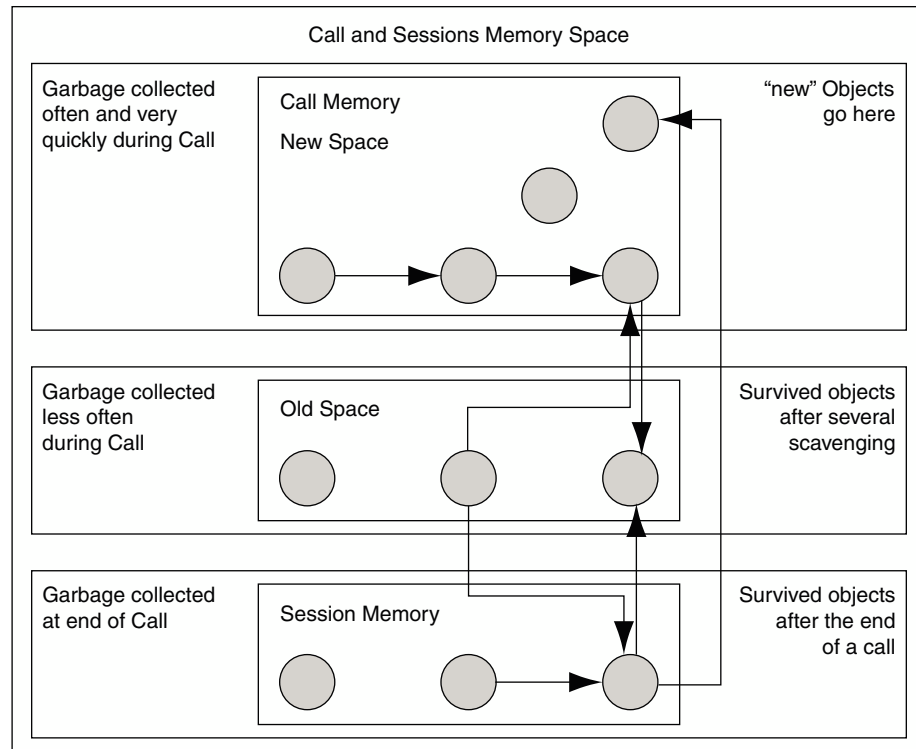 Call and Sessions Memory Space
Garbage collected
often and very
quickly during Call
Call Memory
New Space
“new” Objects
go here
Garbage collected
less often
during Call
Old Space
Survived objects
after several
scavenging
Garbage collected
at end of Call
Session Memory
Survived objects
after the end
of a call